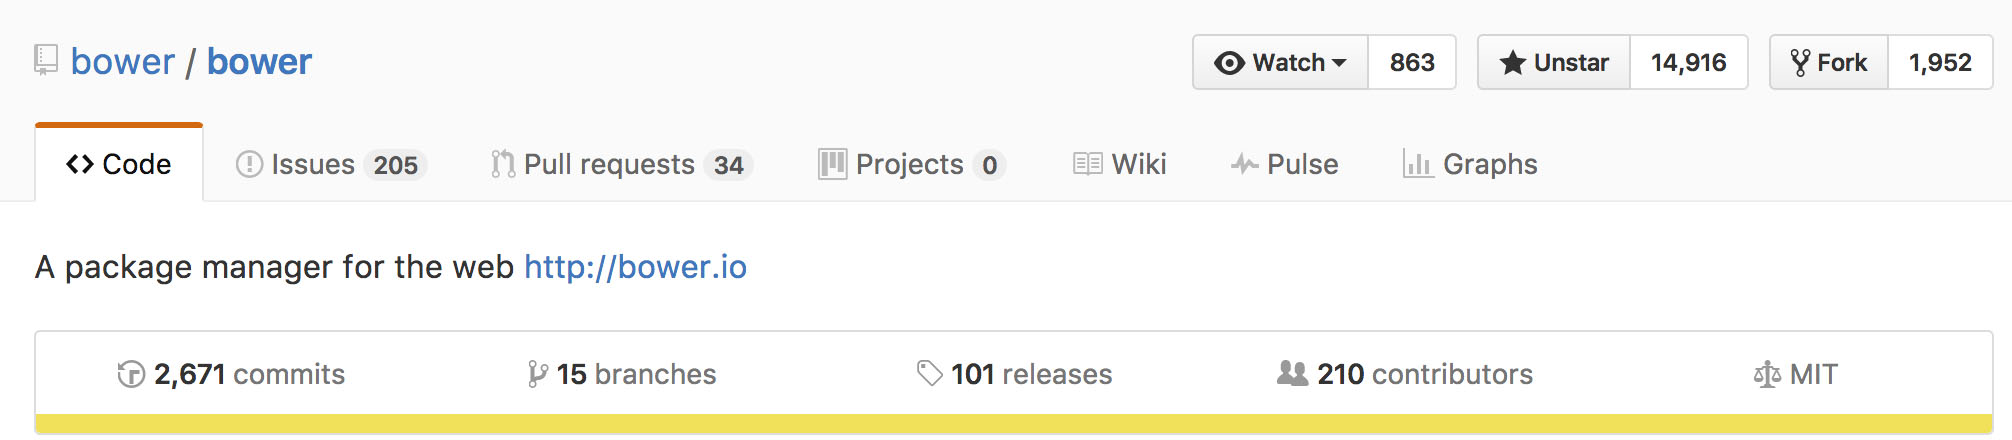 bower / bower
Watch 863 Unstar 14,916 Fork 1,952
Code Issues 205 Pull requests 34 Projects 0 Wiki Pulse Graphs
A package manager for the web http://bower.io
2,671 commits 15 branches 101 releases 210 contributors MIT